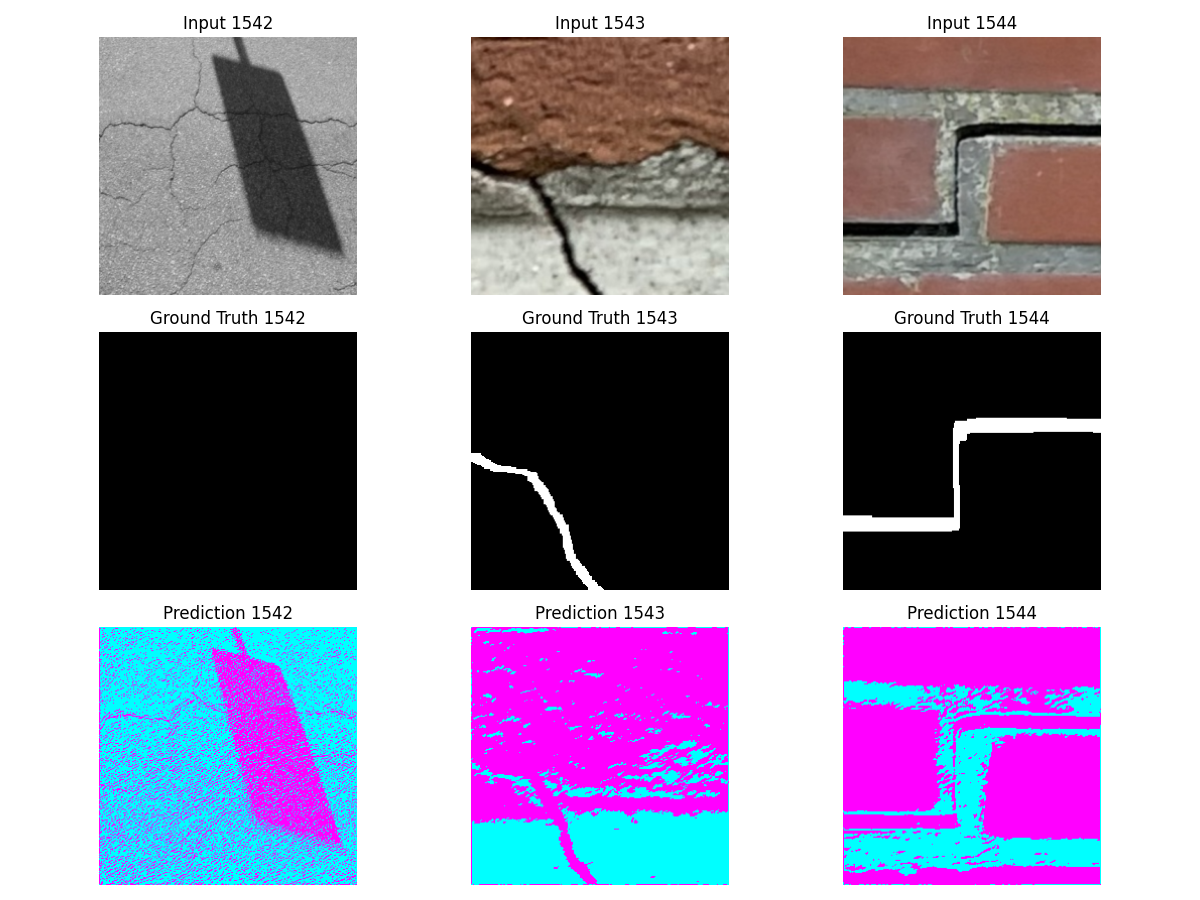 Input 1542
Input 1543
Input 1544
Ground Truth 1542
Ground Truth 1543
Ground Truth 1544
Prediction 1542
Prediction 1543
Prediction 1544